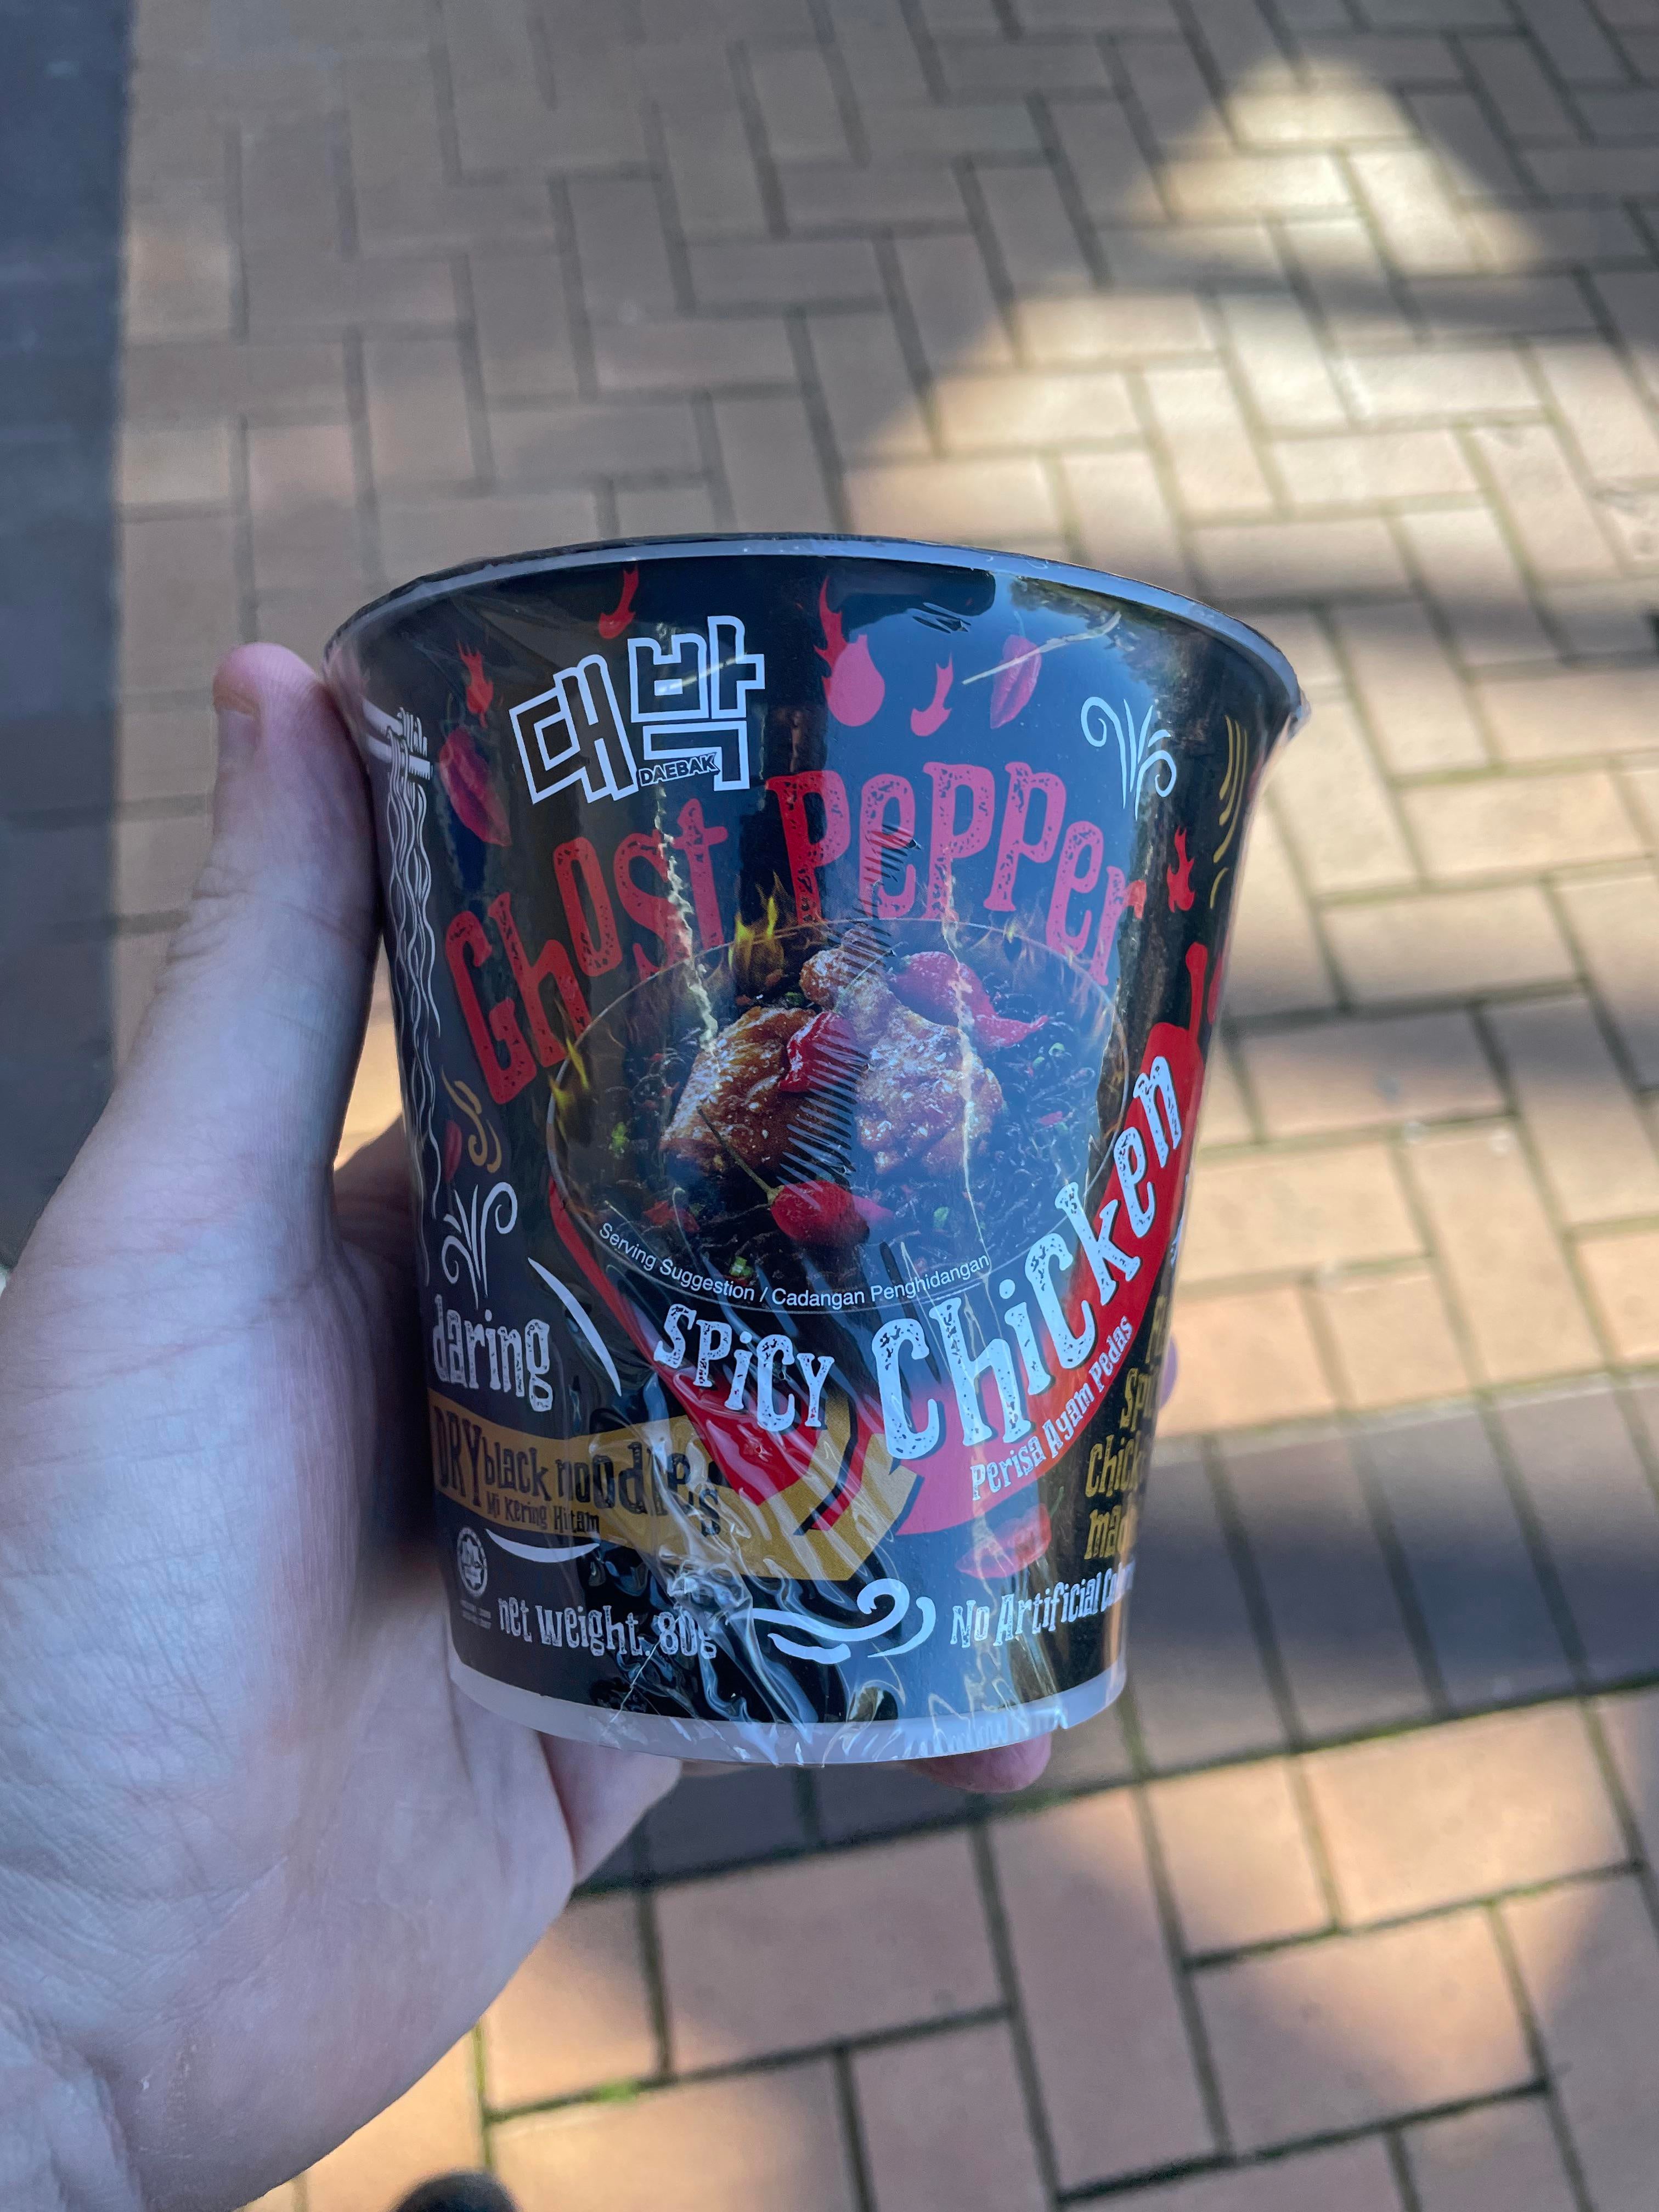 대박
DAEBAK
Ghost Pepper
Serving Suggestion / Cadangan Penghidangan
SPiCY Chicken
Perisa Ayam Pedas
daring
DRY black noodles
Mi Kering Hitam
net weight. 80g
No Artificial